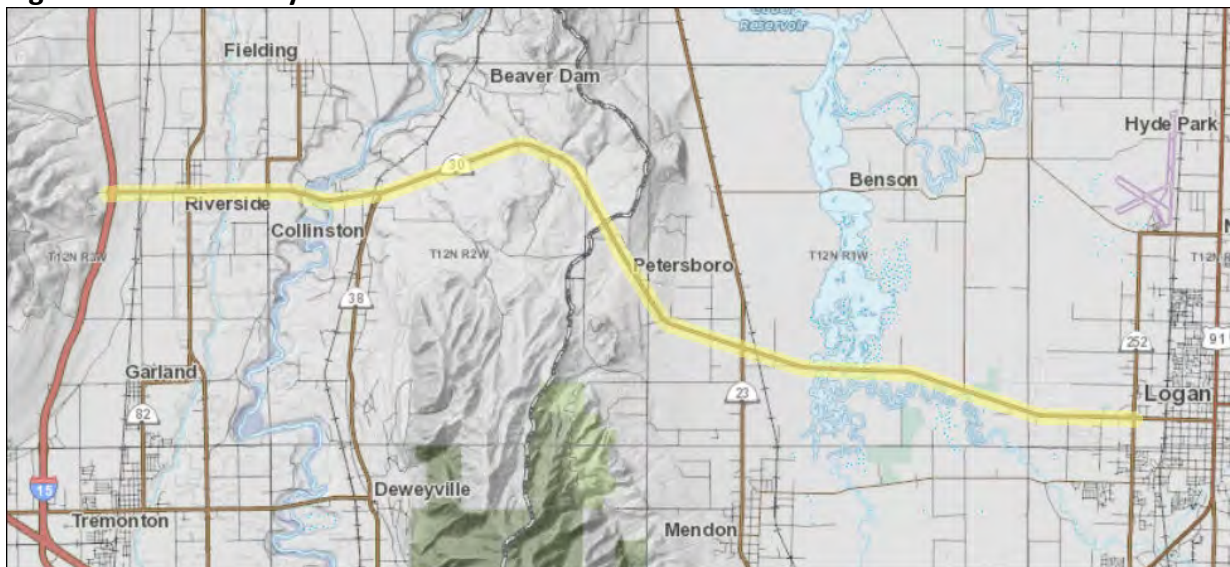 Reservoir
Fielding
Beaver Dam
Hyde Park
30
Benson
Riverside
Collinston
T12N R3W
T12N R2W
Petersboro
T12N R1W
38
252
91
Garland
82
23
Logan
15
Deweyville
Tremonton
Mendon